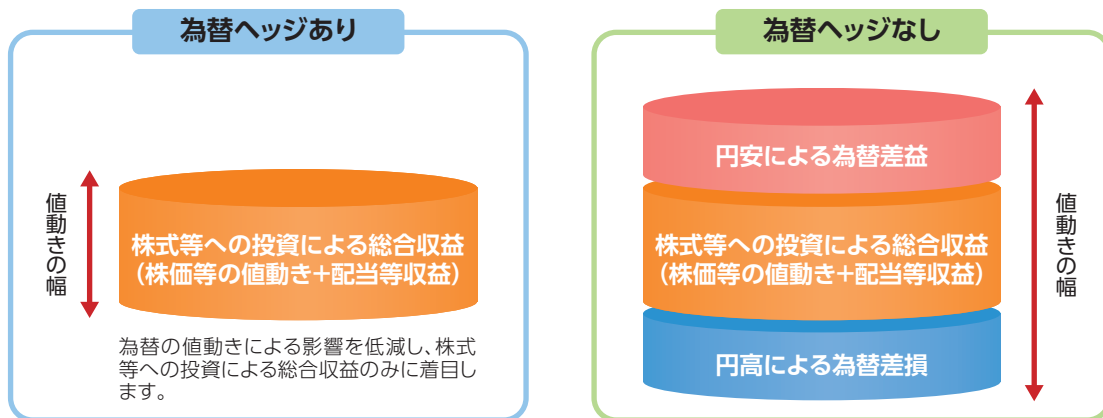 為替ヘッジあり
値動きの幅
株式等への投資による総合収益
（株価等の値動き+配当等収益）
為替の値動きによる影響を低減し、株式
等への投資による総合収益のみに着目し
ます。
為替ヘッジなし
円安による為替差益
株式等への投資による総合収益
（株価等の値動き+配当等収益）
円高による為替差損
値動きの幅